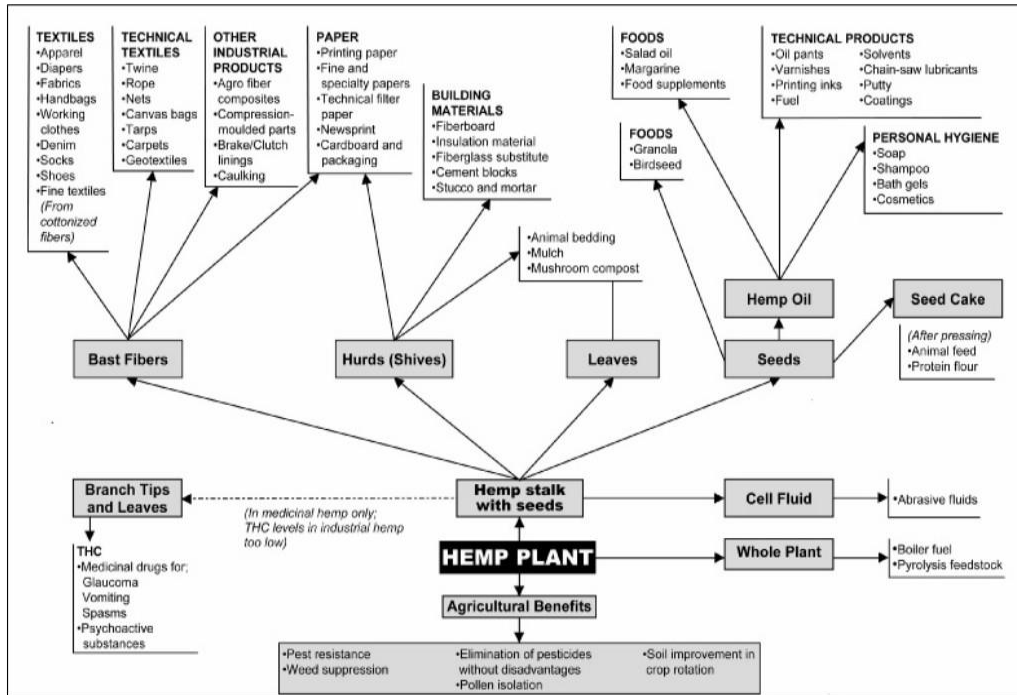 TEXTILES
•Apparel
•Diapers
•Fabrics
•Handbags
•Working
clothes
•Denim
•Socks
•Shoes
•Fine textiles
(From
cottonized
fibers)
TECHNICAL
TEXTILES
•Twine
•Rope
•Nets
•Canvas bags
•Tarps
•Carpets
•Geotextiles
OTHER
INDUSTRIAL
PRODUCTS
•Agro fiber
composites
•Compression-
moulded parts
•Brake/Clutch
linings
•Caulking
PAPER
•Printing paper
•Fine and
specialty papers
•Technical filter
paper
•Newsprint
•Cardboard and
packaging
BUILDING
MATERIALS
•Fiberboard
•Insulation material
•Fiberglass substitute
•Cement blocks
•Stucco and mortar
•Animal bedding
•Mulch
•Mushroom compost
FOODS
•Salad oil
•Margarine
•Food supplements
FOODS
•Granola
•Birdseed
TECHNICAL PRODUCTS
•Oil pants
•Varnishes
•Printing inks
•Fuel
•Solvents
•Chain-saw lubricants
•Putty
•Coatings
PERSONAL HYGIENE
•Soap
•Shampoo
•Bath gels
•Cosmetics
Hemp Oil
Seed Cake
(After pressing)
•Animal feed
•Protein flour
Bast Fibers
Hurds (Shives)
Leaves
Seeds
Branch Tips
and Leaves
(In medicinal hemp only;
THC levels in industrial hemp
too low)
Hemp stalk
with seeds
Cell Fluid
•Abrasive fluids
THC
•Medicinal drugs for;
Glaucoma
Vomiting
Spasms
•Psychoactive
substances
HEMP PLANT
Whole Plant
•Boiler fuel
•Pyrolysis feedstock
Agricultural Benefits
•Pest resistance
•Weed suppression
•Elimination of pesticides
without disadvantages
•Pollen isolation
•Soil improvement in
crop rotation